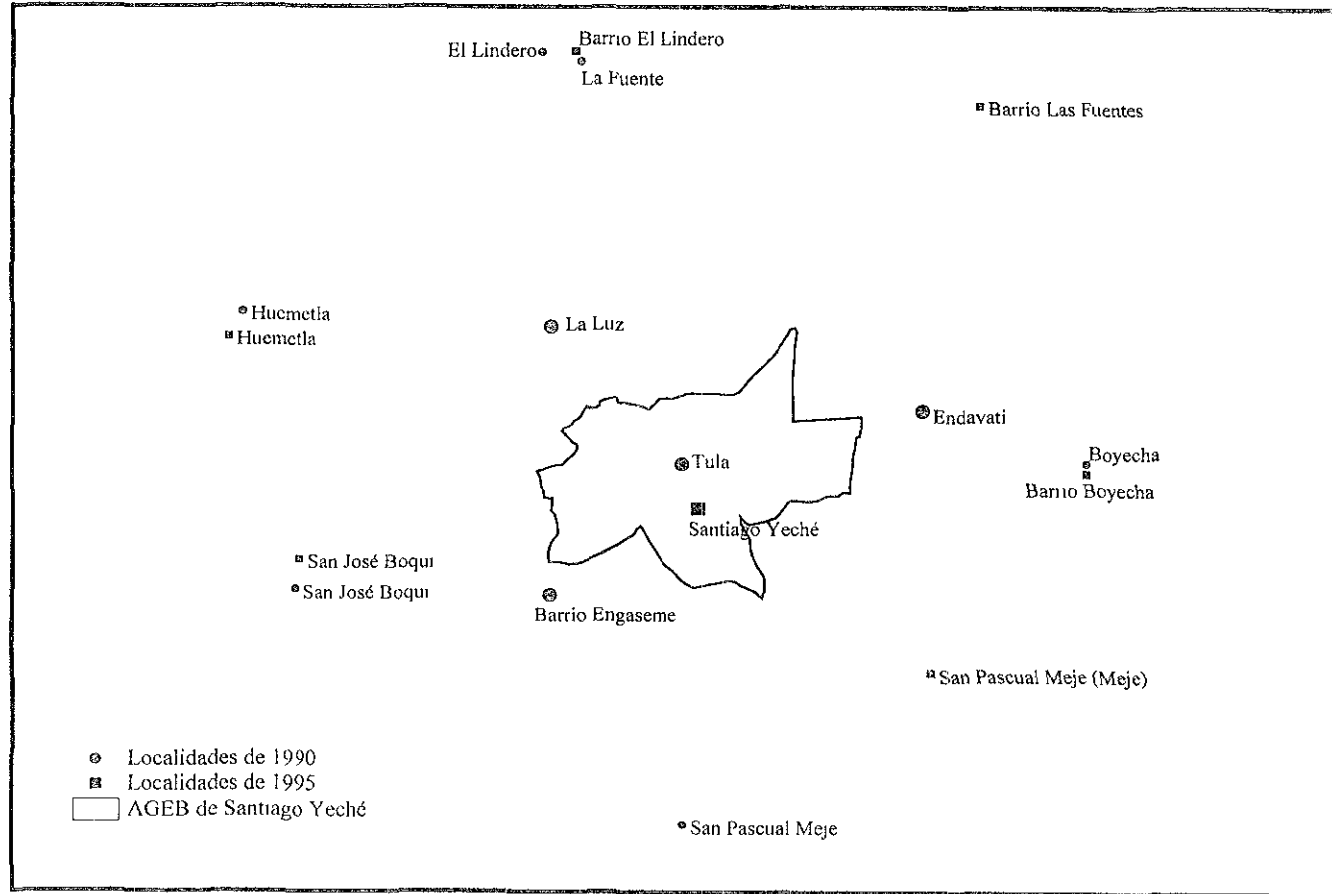 El Lindero
Barrio El Lindero
La Fuente
Barrio Las Fuentes
Huemetla
Huemetla
La Luz
Endavati
Tula
Boyecha
Barrio Boyecha
Santiago Yeché
San José Boqui
San José Boqui
Barrio Engaseme
San Pascual Meje (Meje)
Localidades de 1990
Localidades de 1995
AGEB de Santiago Yeché
San Pascual Meje